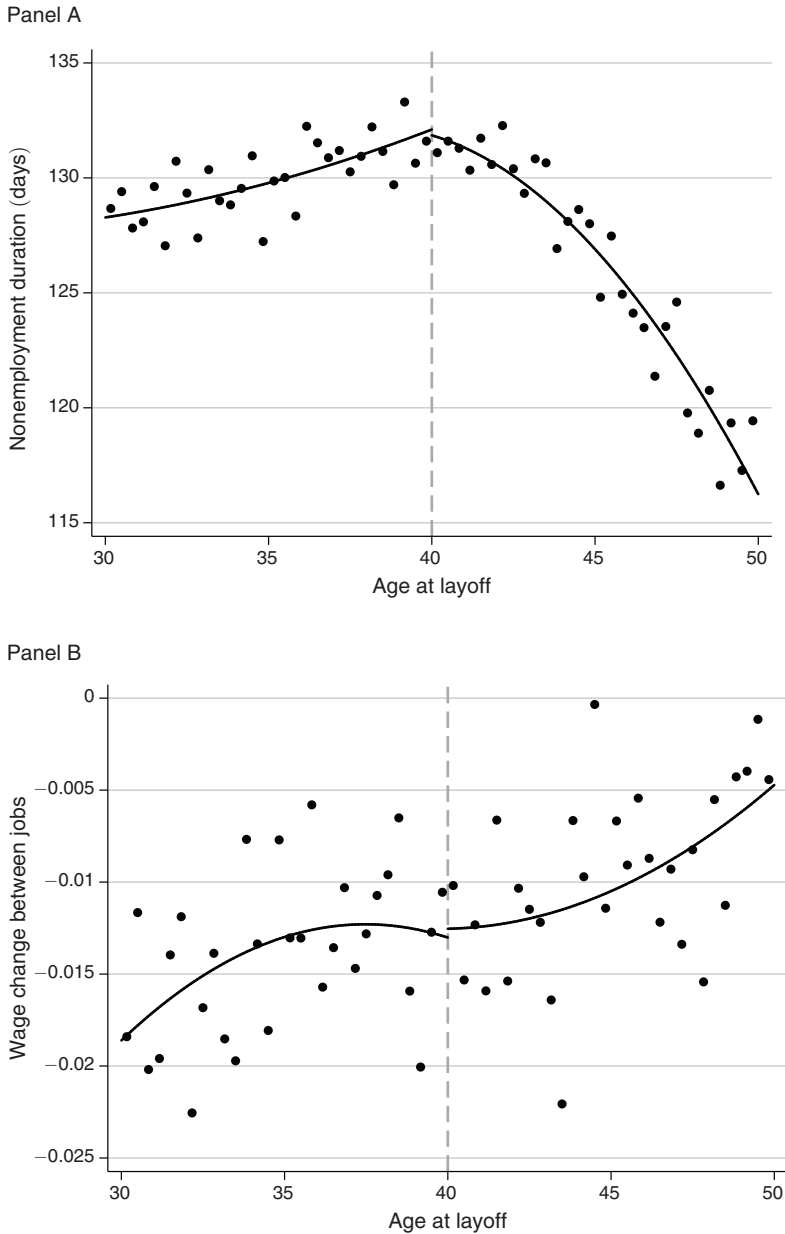 Panel A
135
130
125
120
115
Nonemployment duration (days)
30 35 40 45 50
Age at layoff
Panel B
0
−0.005
−0.01
−0.015
−0.02
−0.025
Wage change between jobs
30 35 40 45 50
Age at layoff